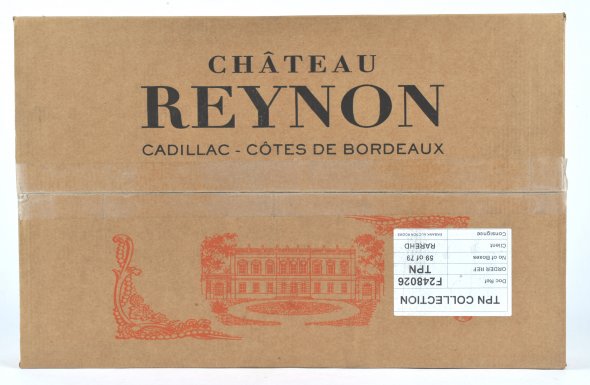 CHÂTEAU
REYNON
CADILLAC - CÔTES DE BORDEAUX
TPN COLLECTION
Doc Ref F248026
ORDER REF TPN
No of Boxes 59 of 79
Client RAREHD
Consigned